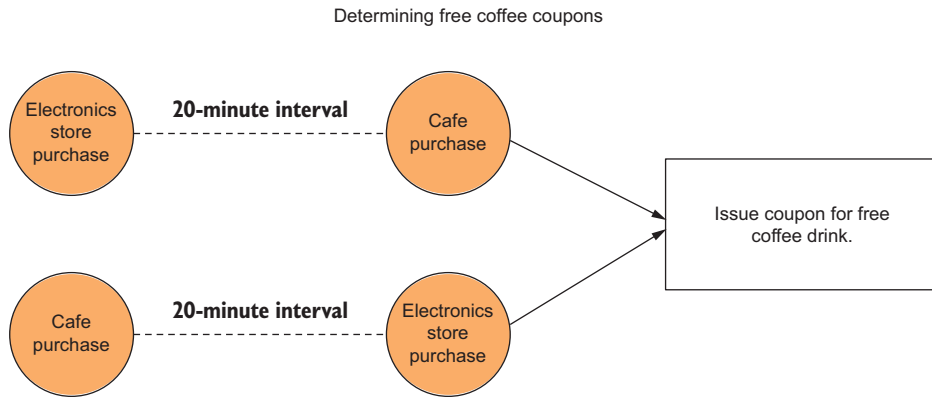 Determining free coffee coupons
Electronics
store
purchase
20-minute interval
Cafe
purchase
Issue coupon for free
coffee drink.
Cafe
purchase
20-minute interval
Electronics
store
purchase